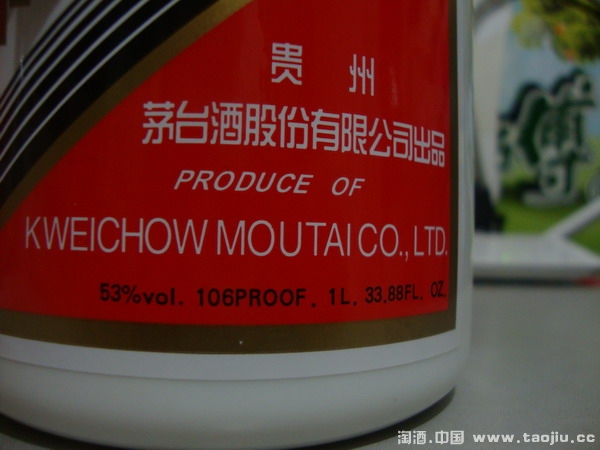 贵 州
茅台酒股份有限公司出品
PRODUCE OF
KWEICHOW MOUTAI CO., LTD.
53%vol. 106PROOF. 1L. 33.88FL. OZ.
淘酒.中国 www.taojiu.cc